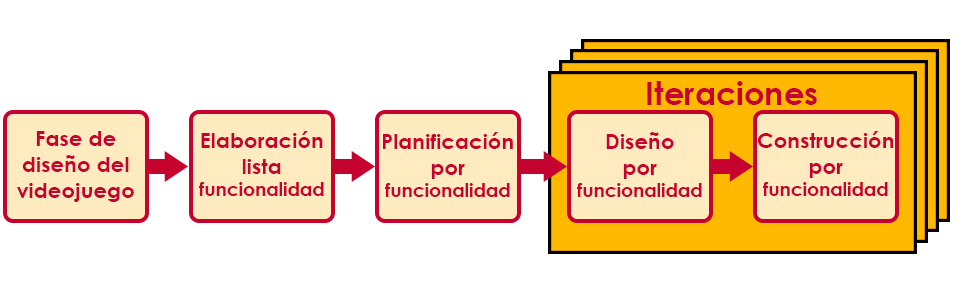 Iteraciones
Fase de
diseño del
videojuego
Elaboración
lista
funcionalidad
Planificación
por
funcionalidad
Diseño
por
funcionalidad
Construcción
por
funcionalidad